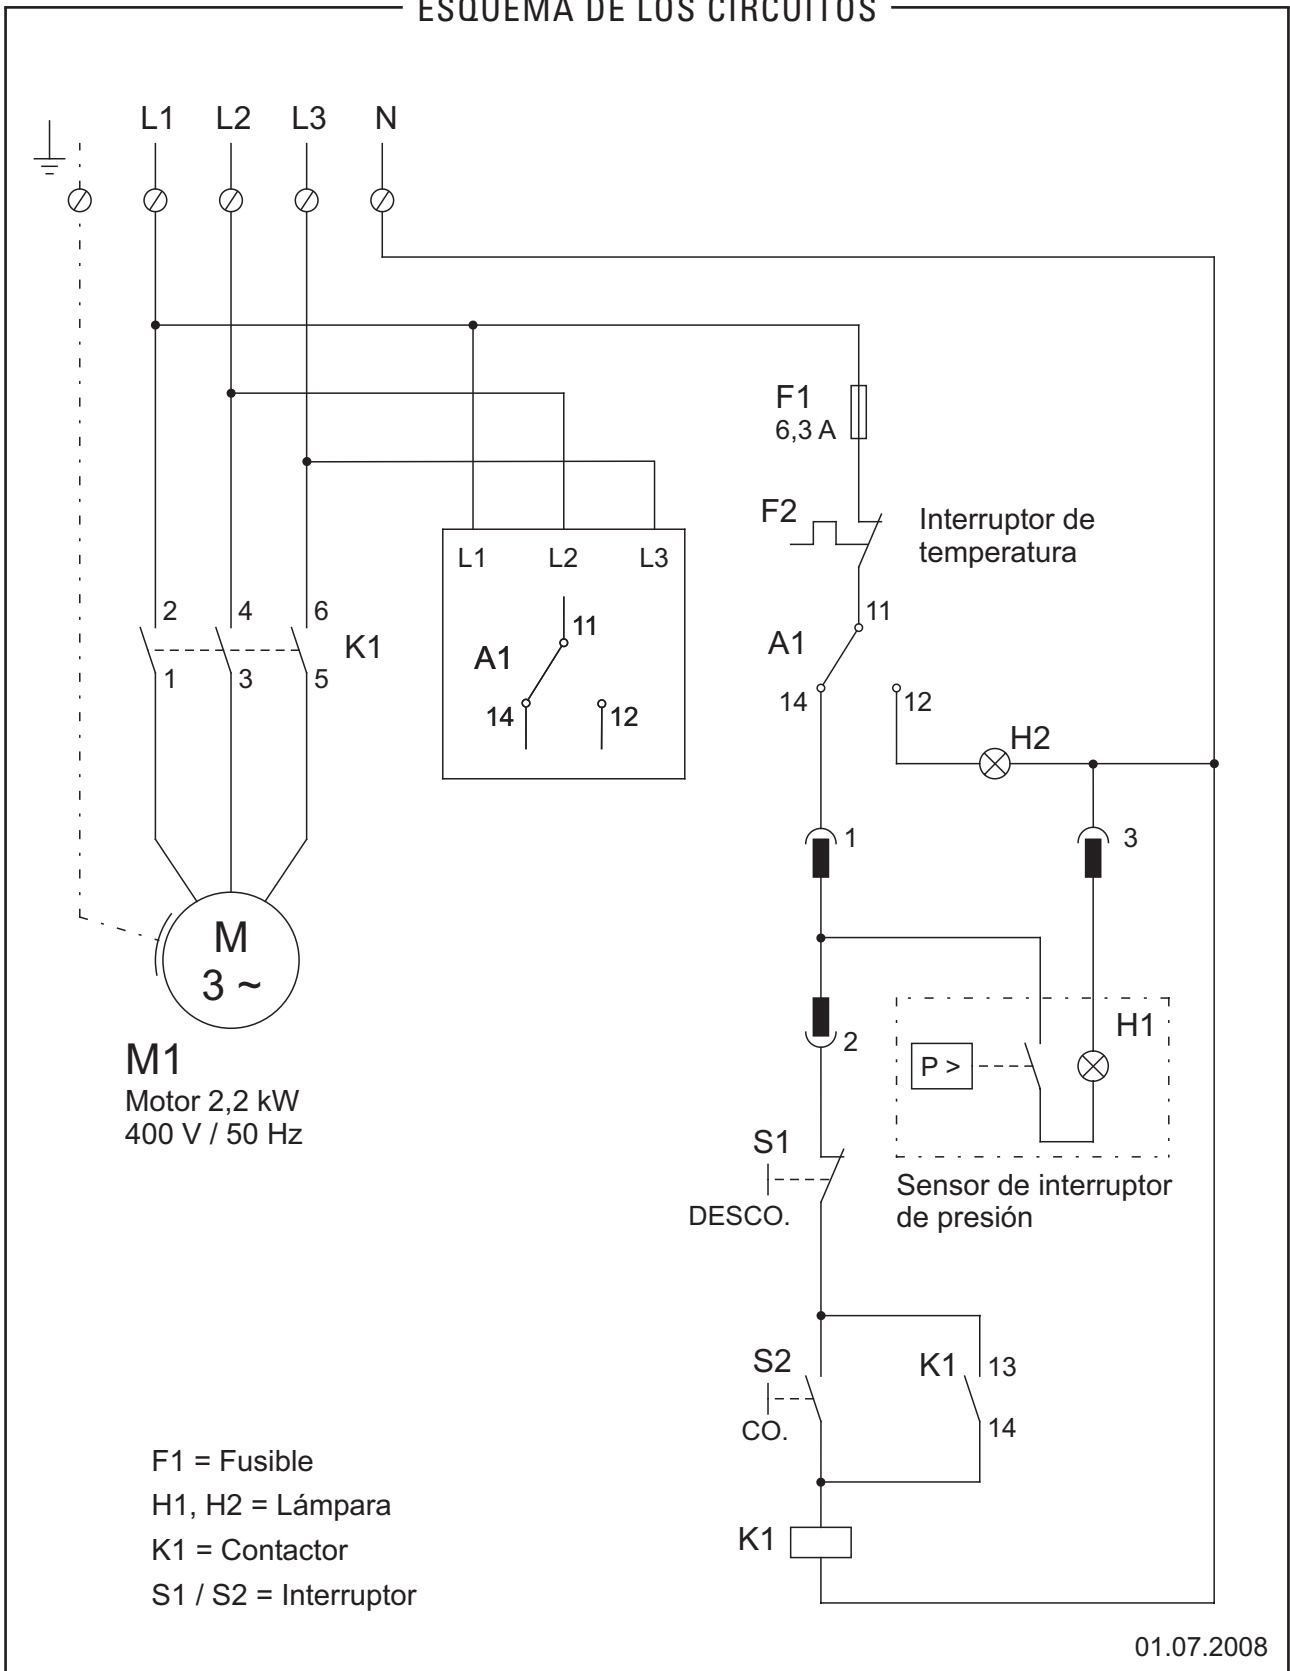 ESQUEMA DE LOS CIRCUITOS
L1 L2 L3 N
F1
6,3 A
F2
Interruptor de
temperatura
L1 L2 L3
11
A1
14 12
2 4 6
K1
1 3 5
11
A1
14 12
H2
1 3
M
3 ~
M1
Motor 2,2 kW
400 V / 50 Hz
2
H1
P >
Sensor de interruptor
de presión
S1
DESCO.
S2
CO.
K1 13
14
K1
F1 = Fusible
H1, H2 = Lámpara
K1 = Contactor
S1 / S2 = Interruptor
01.07.2008